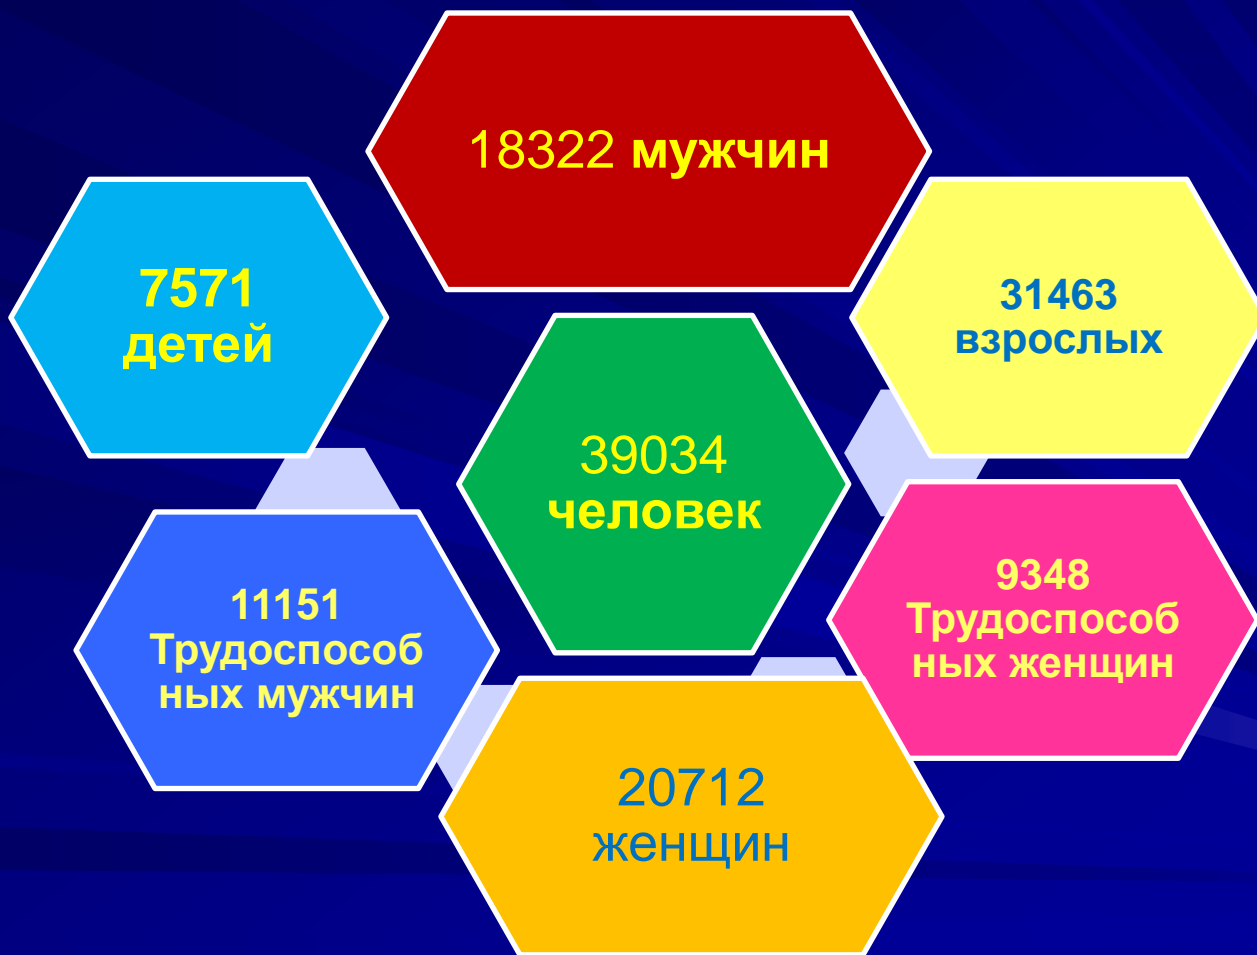 18322 мужчин
7571
детей
31463
взрослых
39034
человек
11151
Трудоспособ
ных мужчин
9348
Трудоспособ
ных женщин
20712
женщин